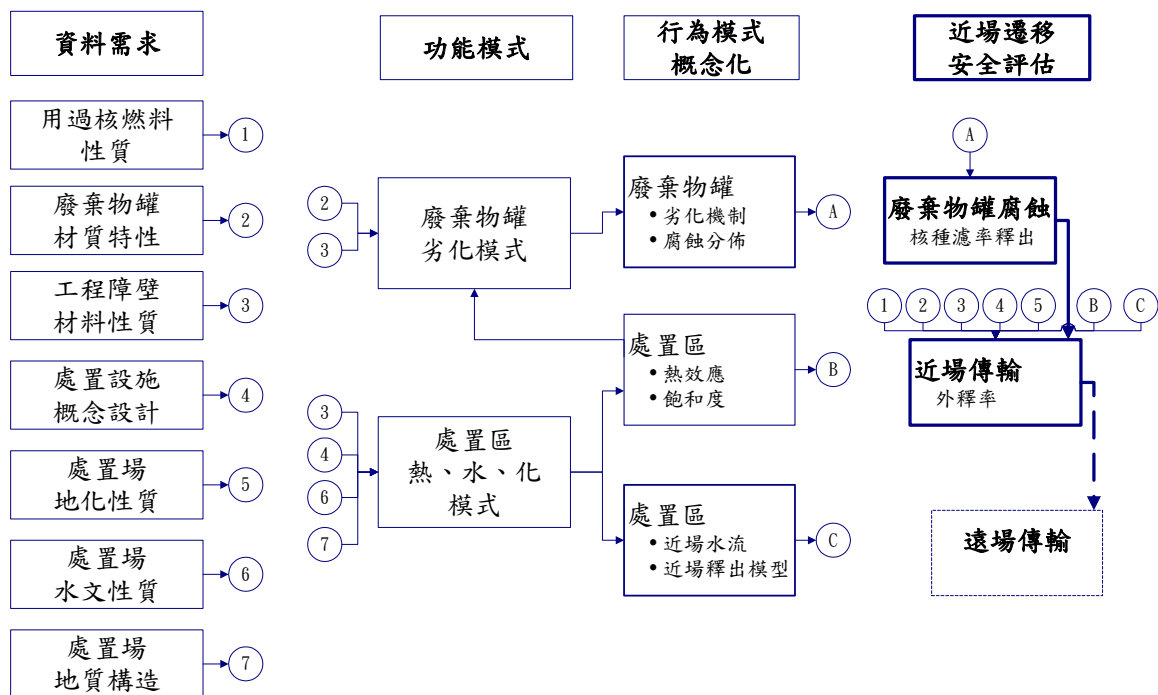 資料需求
功能模式
行為模式
概念化
近場遷移
安全評估
用過核燃料
性質
1
廢棄物罐
材質特性
2
工程障壁
材料性質
3
處置設施
概念設計
4
處置場
地化性質
5
處置場
水文性質
6
處置場
地質構造
7
2
3
廢棄物罐
劣化模式
3
4
6
7
處置區
熱、水、化
模式
廢棄物罐
•劣化機制
•腐蝕分佈
A
處置區
•熱效應
•飽和度
B
處置區
•近場水流
•近場釋出模型
C
A
廢棄物罐腐蝕
核種濾率釋出
1 2 3 4 5 B C
近場傳輸
外釋率
遠場傳輸